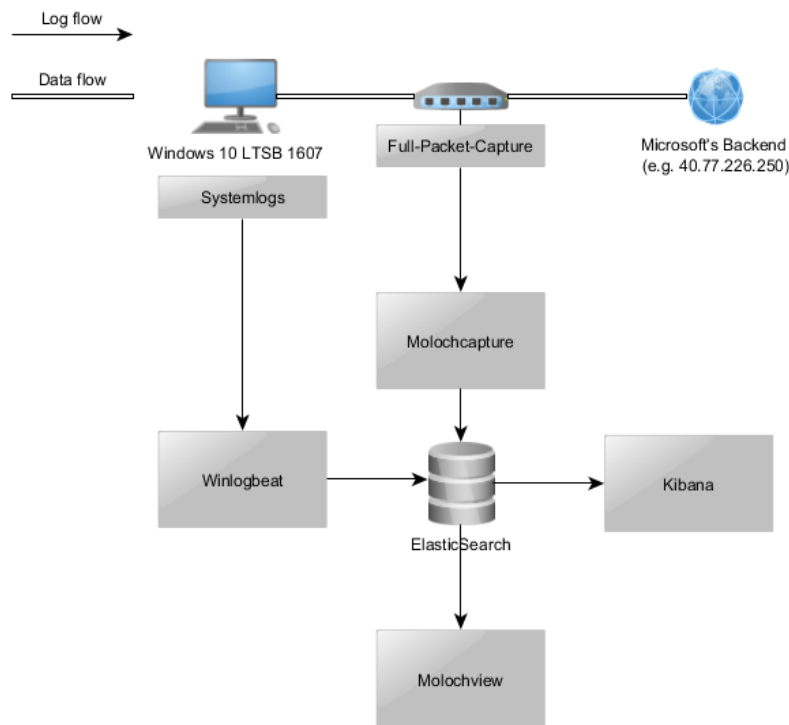 Log flow
Data flow
Windows 10 LTSB 1607
Full-Packet-Capture
Microsoft's Backend
(e.g. 40.77.226.250)
Systemlogs
Molochcapture
Winlogbeat
ElasticSearch
Kibana
Molochview